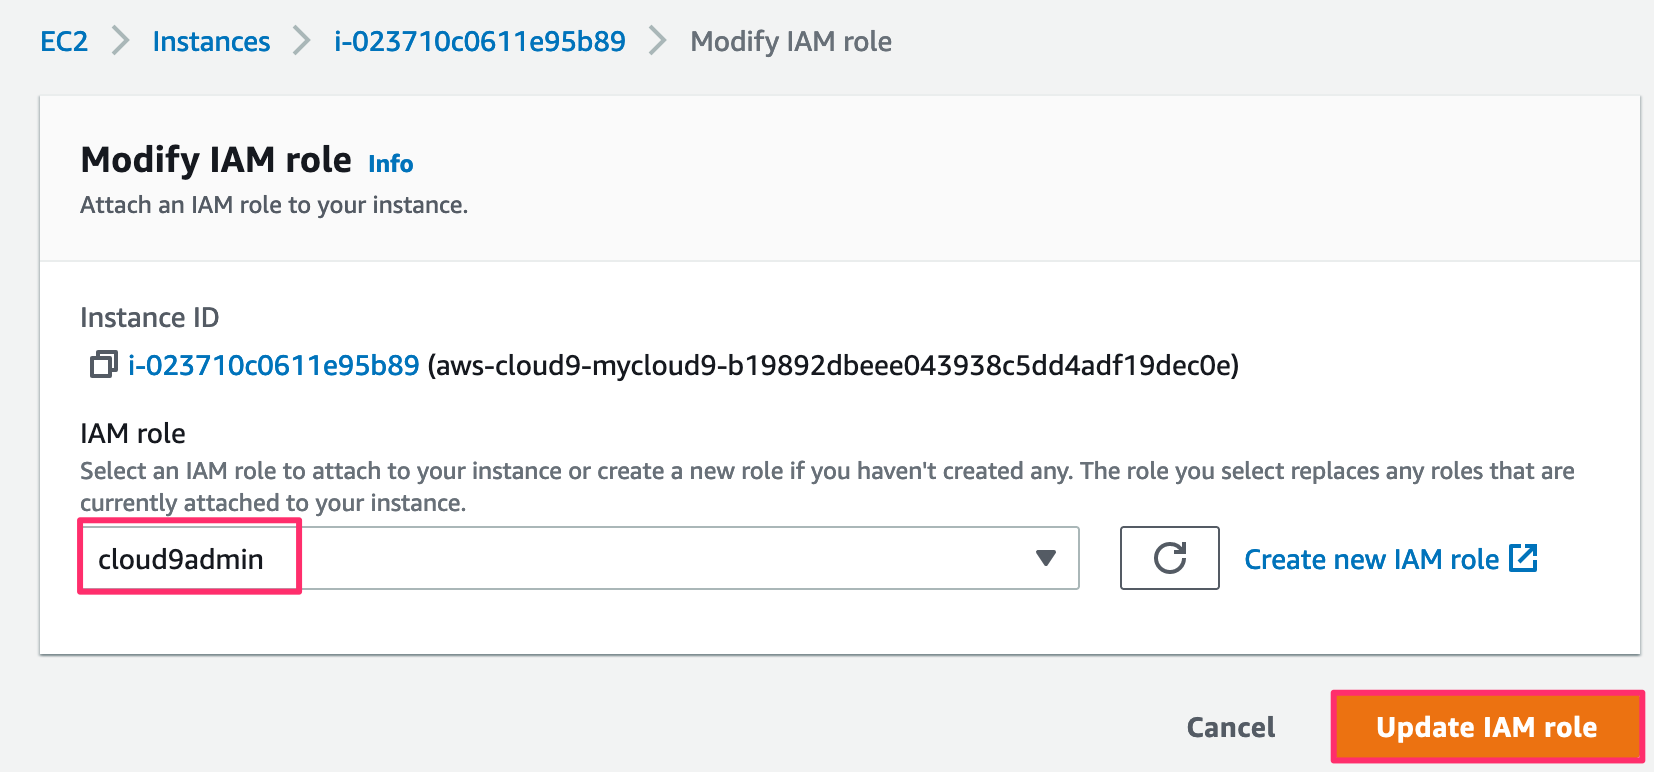 EC2 Instances i-023710c0611e95b89 Modify IAM role
Modify IAM role Info
Attach an IAM role to your instance.
Instance ID
i-023710c0611e95b89 (aws-cloud9-mycloud9-b19892dbeee043938c5dd4adf19dec0e)
IAM role
Select an IAM role to attach to your instance or create a new role if you haven't created any. The role you select replaces any roles that are
currently attached to your instance.
cloud9admin Create new IAM role
Cancel Update IAM role